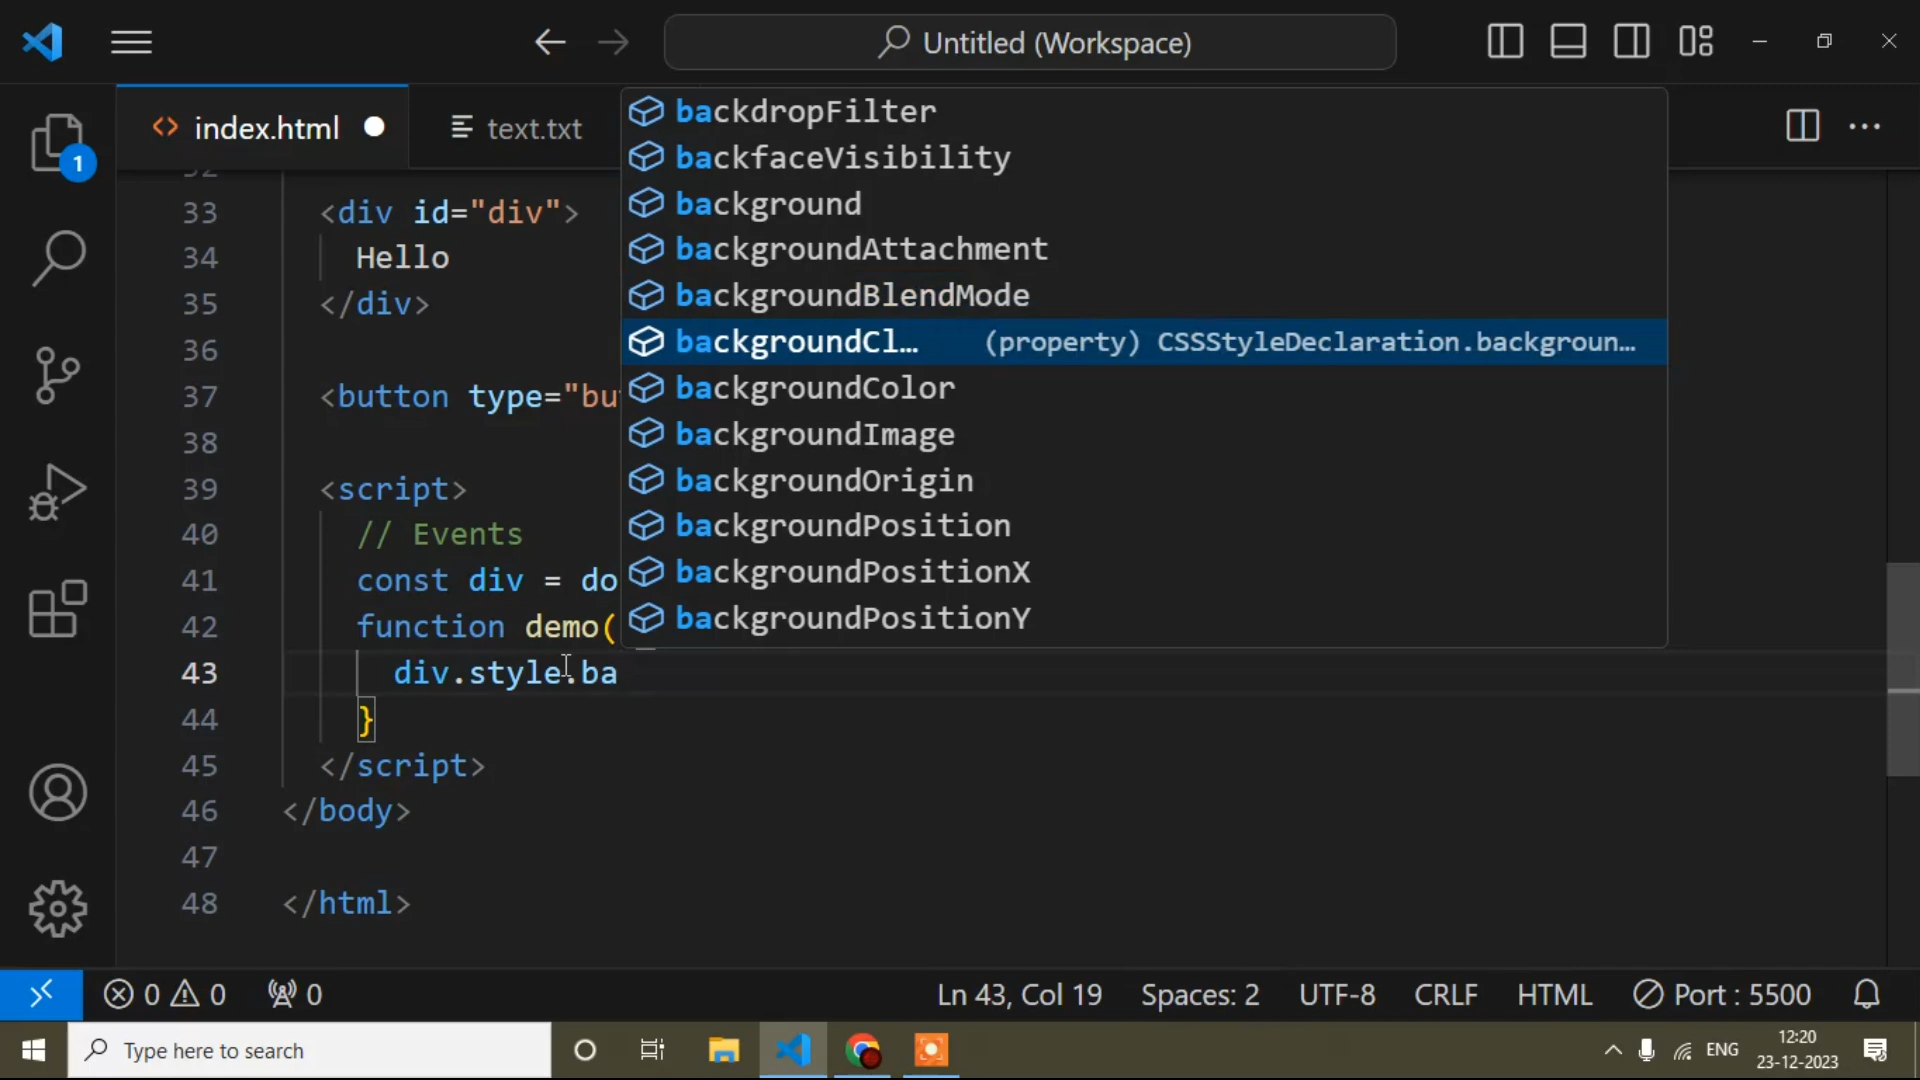 Untitled (Workspace)
1
index.html
text.txt
33 <div id="div">
34 Hello
35 </div>
36
37 <button type="bu
38
39 <script>
40 // Events
41 const div = do
42 function demo(
43 div.style.ba
44 }
45 </script>
46 </body>
47
48 </html>
backdropFilter
backfaceVisibility
background
backgroundAttachment
backgroundBlendMode
backgroundCl… (property) CSSStyleDeclaration.backgroun…
backgroundColor
backgroundImage
backgroundOrigin
backgroundPosition
backgroundPositionX
backgroundPositionY
0 0 0 Ln 43, Col 19 Spaces: 2 UTF-8 CRLF HTML Port : 5500
Type here to search
ENG
12:20
23-12-2023